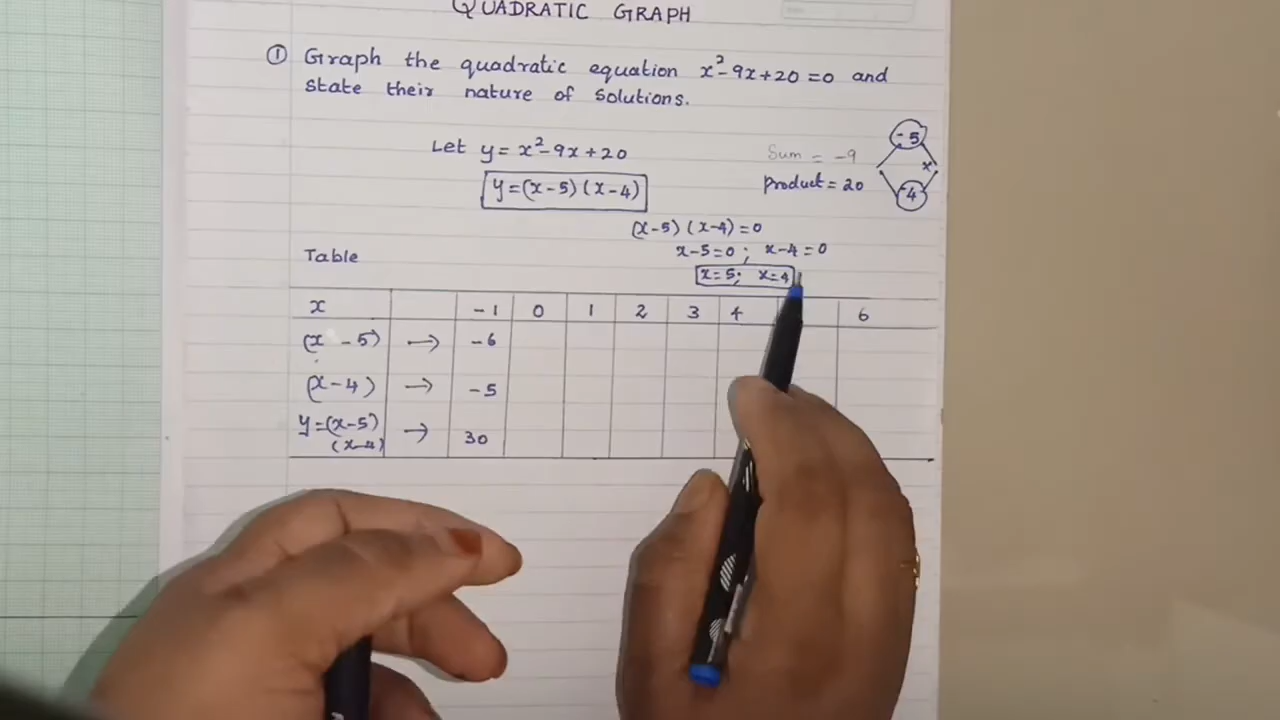 QUADRATIC GRAPH
① Graph the quadratic equation x²-9x+20=0 and
state their nature of solutions.
Let y = x²-9x+20
y=(x-5)(x-4)
Sum = -9
Product = 20
-5
x
-4
(x-5)(x-4)=0
x-5=0; x-4=0
x=5; x=4
Table
x -1 0 1 2 3 4 6
(x-5) → -6
(x-4) → -5
y=(x-5)
(x-4) → 30